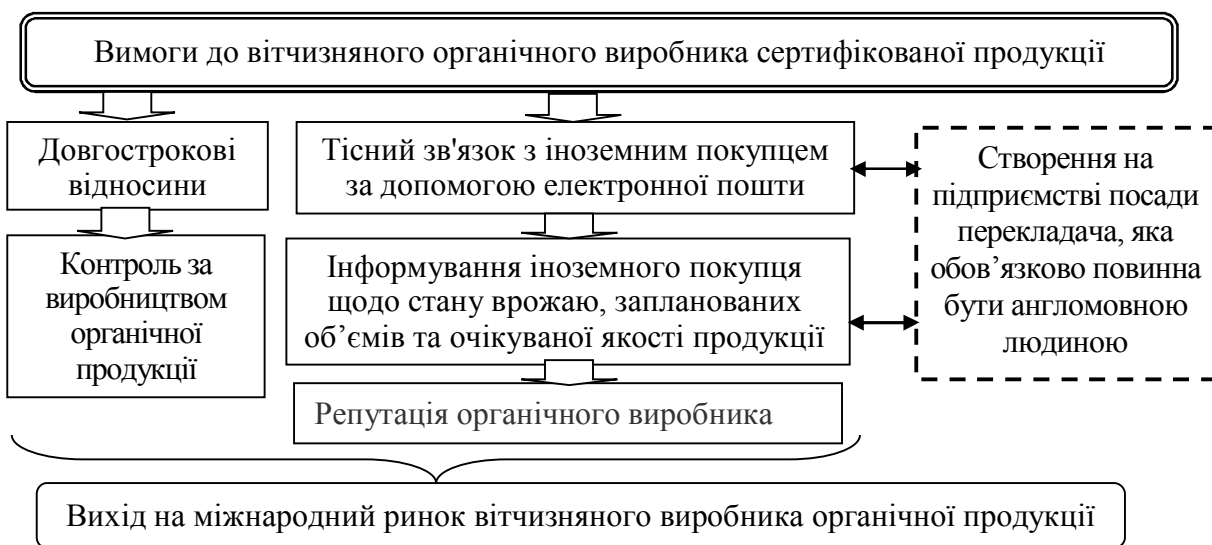 Вимоги до вітчизняного органічного виробника сертифікованої продукції
Довгострокові
відносини
Контроль за
виробництвом
органічної
продукції
Тісний зв'язок з іноземним покупцем
за допомогою електронної пошти
Інформування іноземного покупця
щодо стану врожаю, запланованих
об’ємів та очікуваної якості продукції
Репутація органічного виробника
Створення на
підприємстві посади
перекладача, яка
обов’язково повинна
бути англомовною
людиною
Вихід на міжнародний ринок вітчизняного виробника органічної продукції